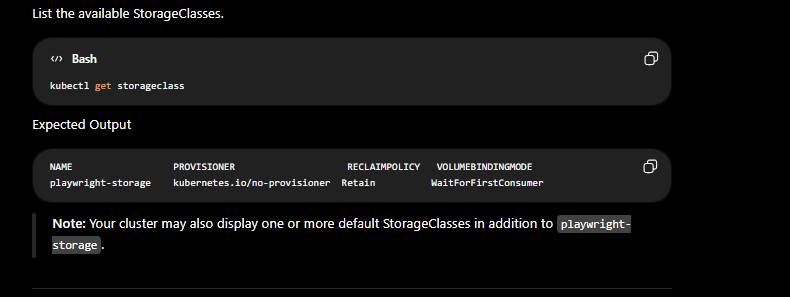 List the available StorageClasses.
</> Bash
kubectl get storageclass
Expected Output
NAME PROVISIONER RECLAIMPOLICY VOLUMEBINDINGMODE
playwright-storage kubernetes.io/no-provisioner Retain WaitForFirstConsumer
Note: Your cluster may also display one or more default StorageClasses in addition to playwright-
storage.